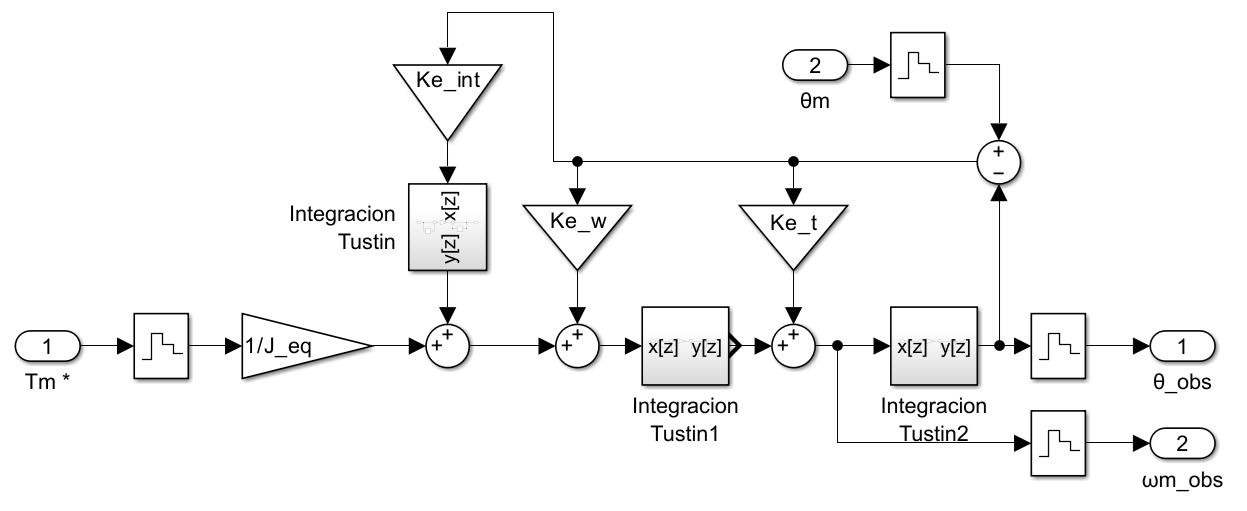 Ke_int
2
θm
+
−
Integracion
Tustin
x[z]
y[z]
Ke_w
Ke_t
1
Tm *
1/J_eq
+
+
+
+
x[z] y[z]
Integracion
Tustin1
+
+
x[z] y[z]
Integracion
Tustin2
1
θ_obs
2
ωm_obs